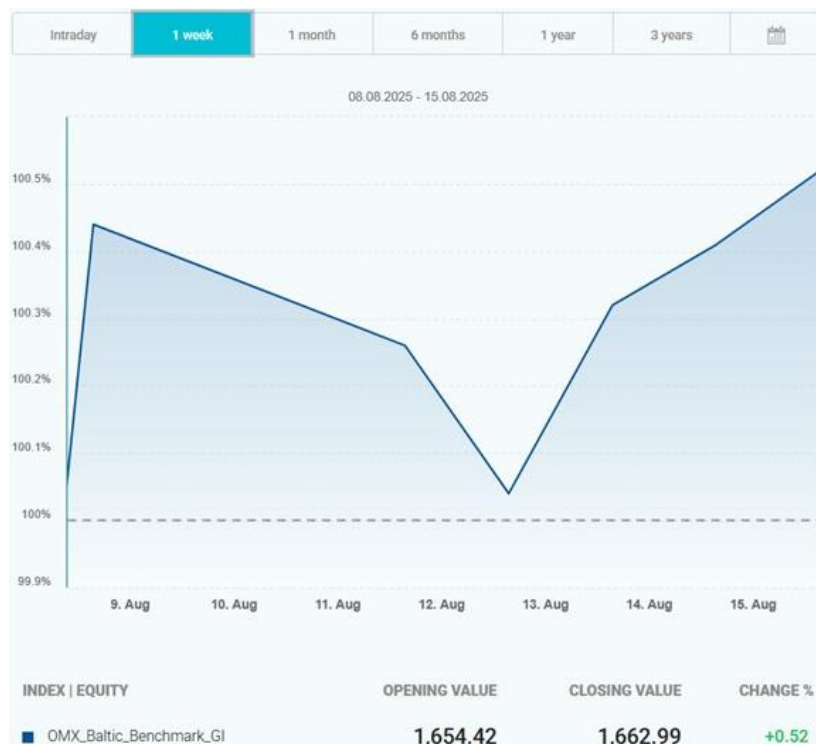 Intraday 1 week 1 month 6 months 1 year 3 years
08.08.2025 - 15.08.2025
100.5%
100.4%
100.3%
100.2%
100.1%
100%
99.9%
9. Aug 10. Aug 11. Aug 12. Aug 13. Aug 14. Aug 15. Aug
INDEX | EQUITY OPENING VALUE CLOSING VALUE CHANGE %
OMX_Baltic_Benchmark_GI 1,654.42 1,662.99 +0.52